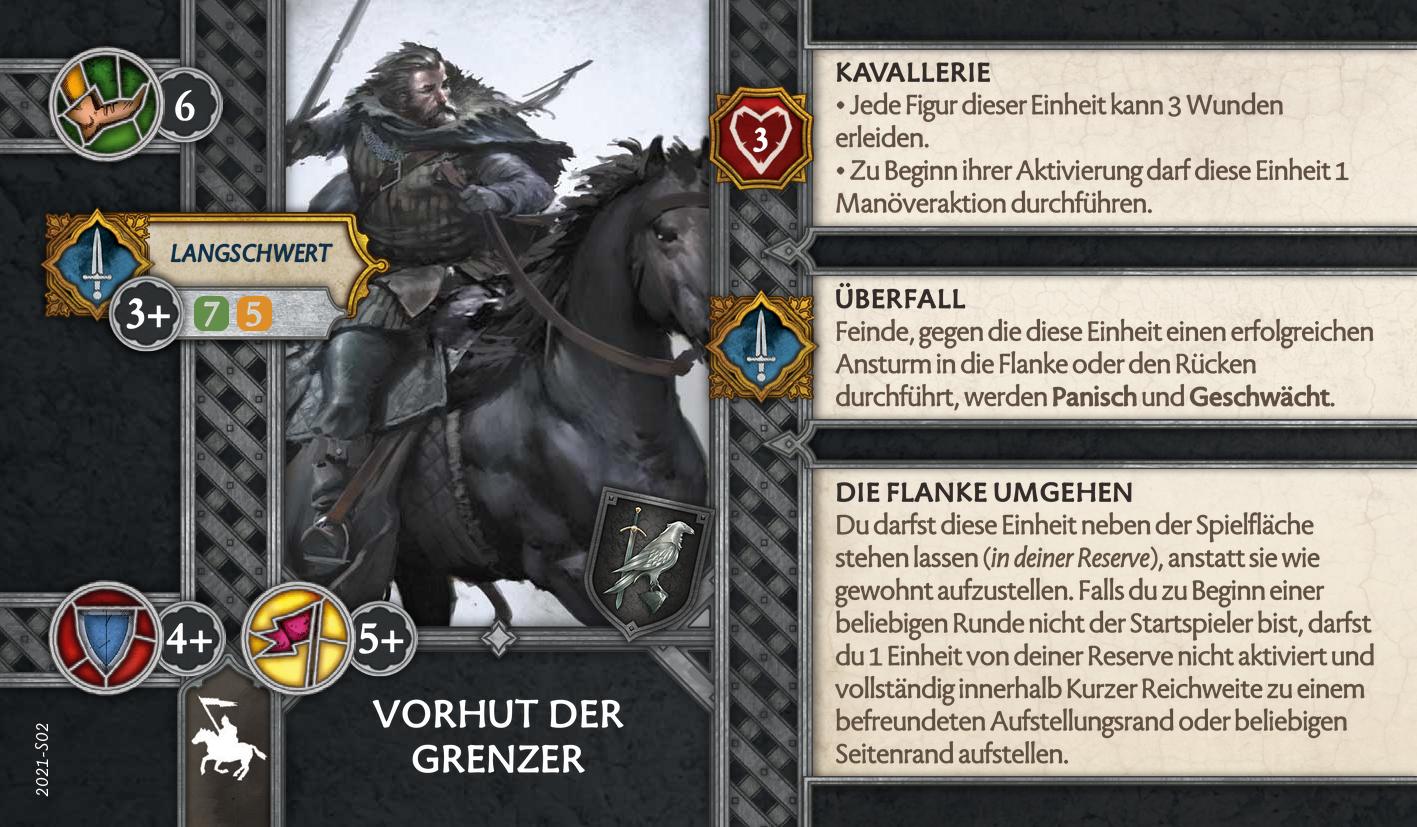 6
LANGSCHWERT
3+ 7 5
4+ 5+
VORHUT DER
GRENZER
2021-S02
3
KAVALLERIE
• Jede Figur dieser Einheit kann 3 Wunden
erleiden.
• Zu Beginn ihrer Aktivierung darf diese Einheit 1
Manöveraktion durchführen.
ÜBERFALL
Feinde, gegen die diese Einheit einen erfolgreichen
Ansturm in die Flanke oder den Rücken
durchführt, werden Panisch und Geschwächt.
DIE FLANKE UMGEHEN
Du darfst diese Einheit neben der Spielfläche
stehen lassen (in deiner Reserve), anstatt sie wie
gewohnt aufzustellen. Falls du zu Beginn einer
beliebigen Runde nicht der Startspieler bist, darfst
du 1 Einheit von deiner Reserve nicht aktiviert und
vollständig innerhalb Kurzer Reichweite zu einem
befreundeten Aufstellungsrand oder beliebigen
Seitenrand aufstellen.